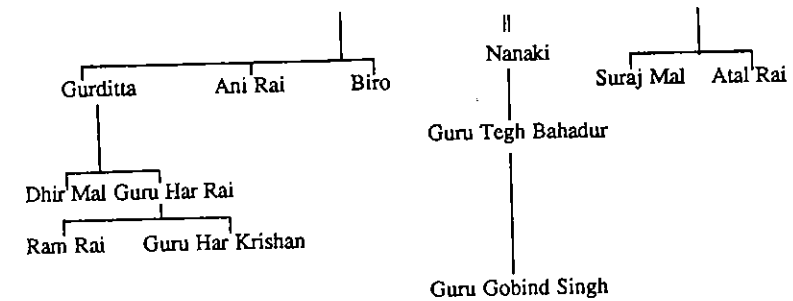 Nanaki
Gurditta Ani Rai Biro Suraj Mal Atal Rai
Guru Tegh Bahadur
Dhir Mal Guru Har Rai
Ram Rai Guru Har Krishan
Guru Gobind Singh